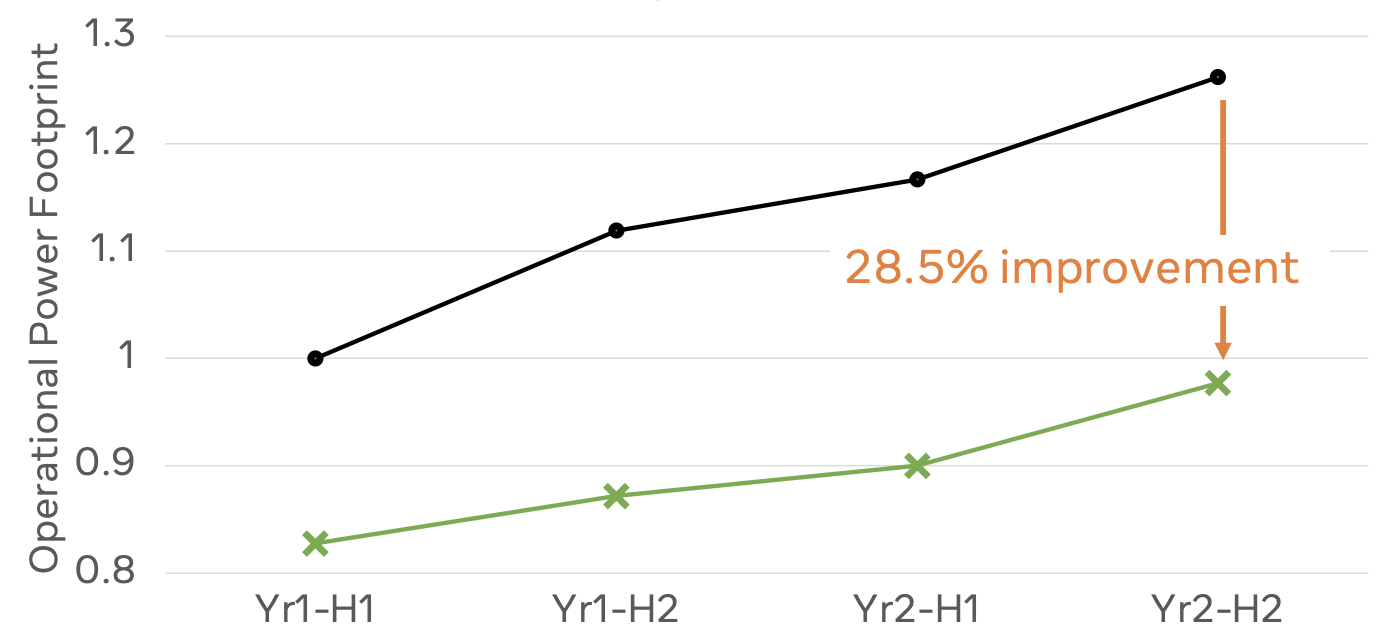 Operational Power Footprint
1.3
1.2
1.1
1
0.9
0.8
28.5% improvement
Yr1-H1 Yr1-H2 Yr2-H1 Yr2-H2